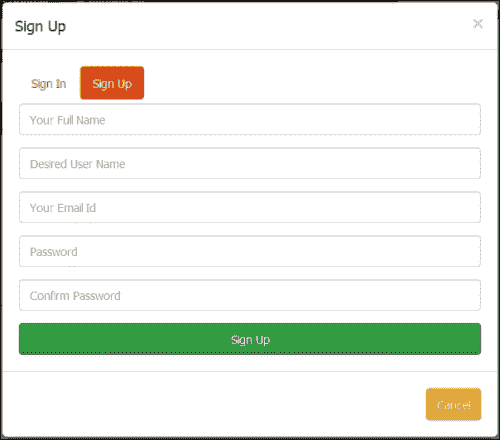 Sign Up ×
Sign In Sign Up
Your Full Name
Desired User Name
Your Email Id
Password
Confirm Password
Sign Up
Cancel